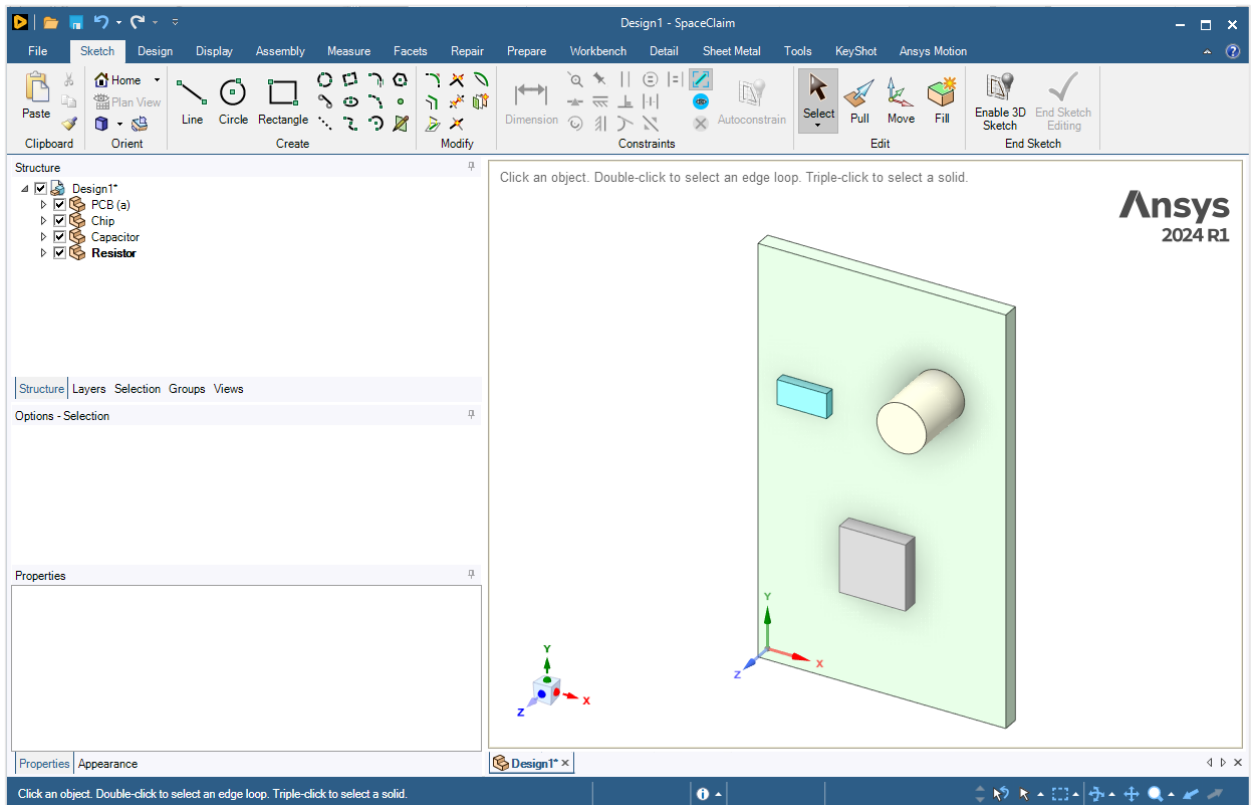 Design1 - SpaceClaim
File Sketch Design Display Assembly Measure Facets Repair Prepare Workbench Detail Sheet Metal Tools KeyShot Ansys Motion
Paste
Clipboard
Home
Plan View
Orient
Line Circle Rectangle
Create
Modify
Dimension
Autoconstrain
Constraints
Select Pull Move Fill
Edit
Enable 3D
Sketch
End Sketch
Editing
End Sketch
Structure
Design1*
PCB (a)
Chip
Capacitor
Resistor
Structure Layers Selection Groups Views
Options - Selection
Properties
Properties Appearance
Click an object. Double-click to select an edge loop. Triple-click to select a solid.
Ansys
2024 R1
Y
X
Z
Y
X
Z
Design1*
Click an object. Double-click to select an edge loop. Triple-click to select a solid.